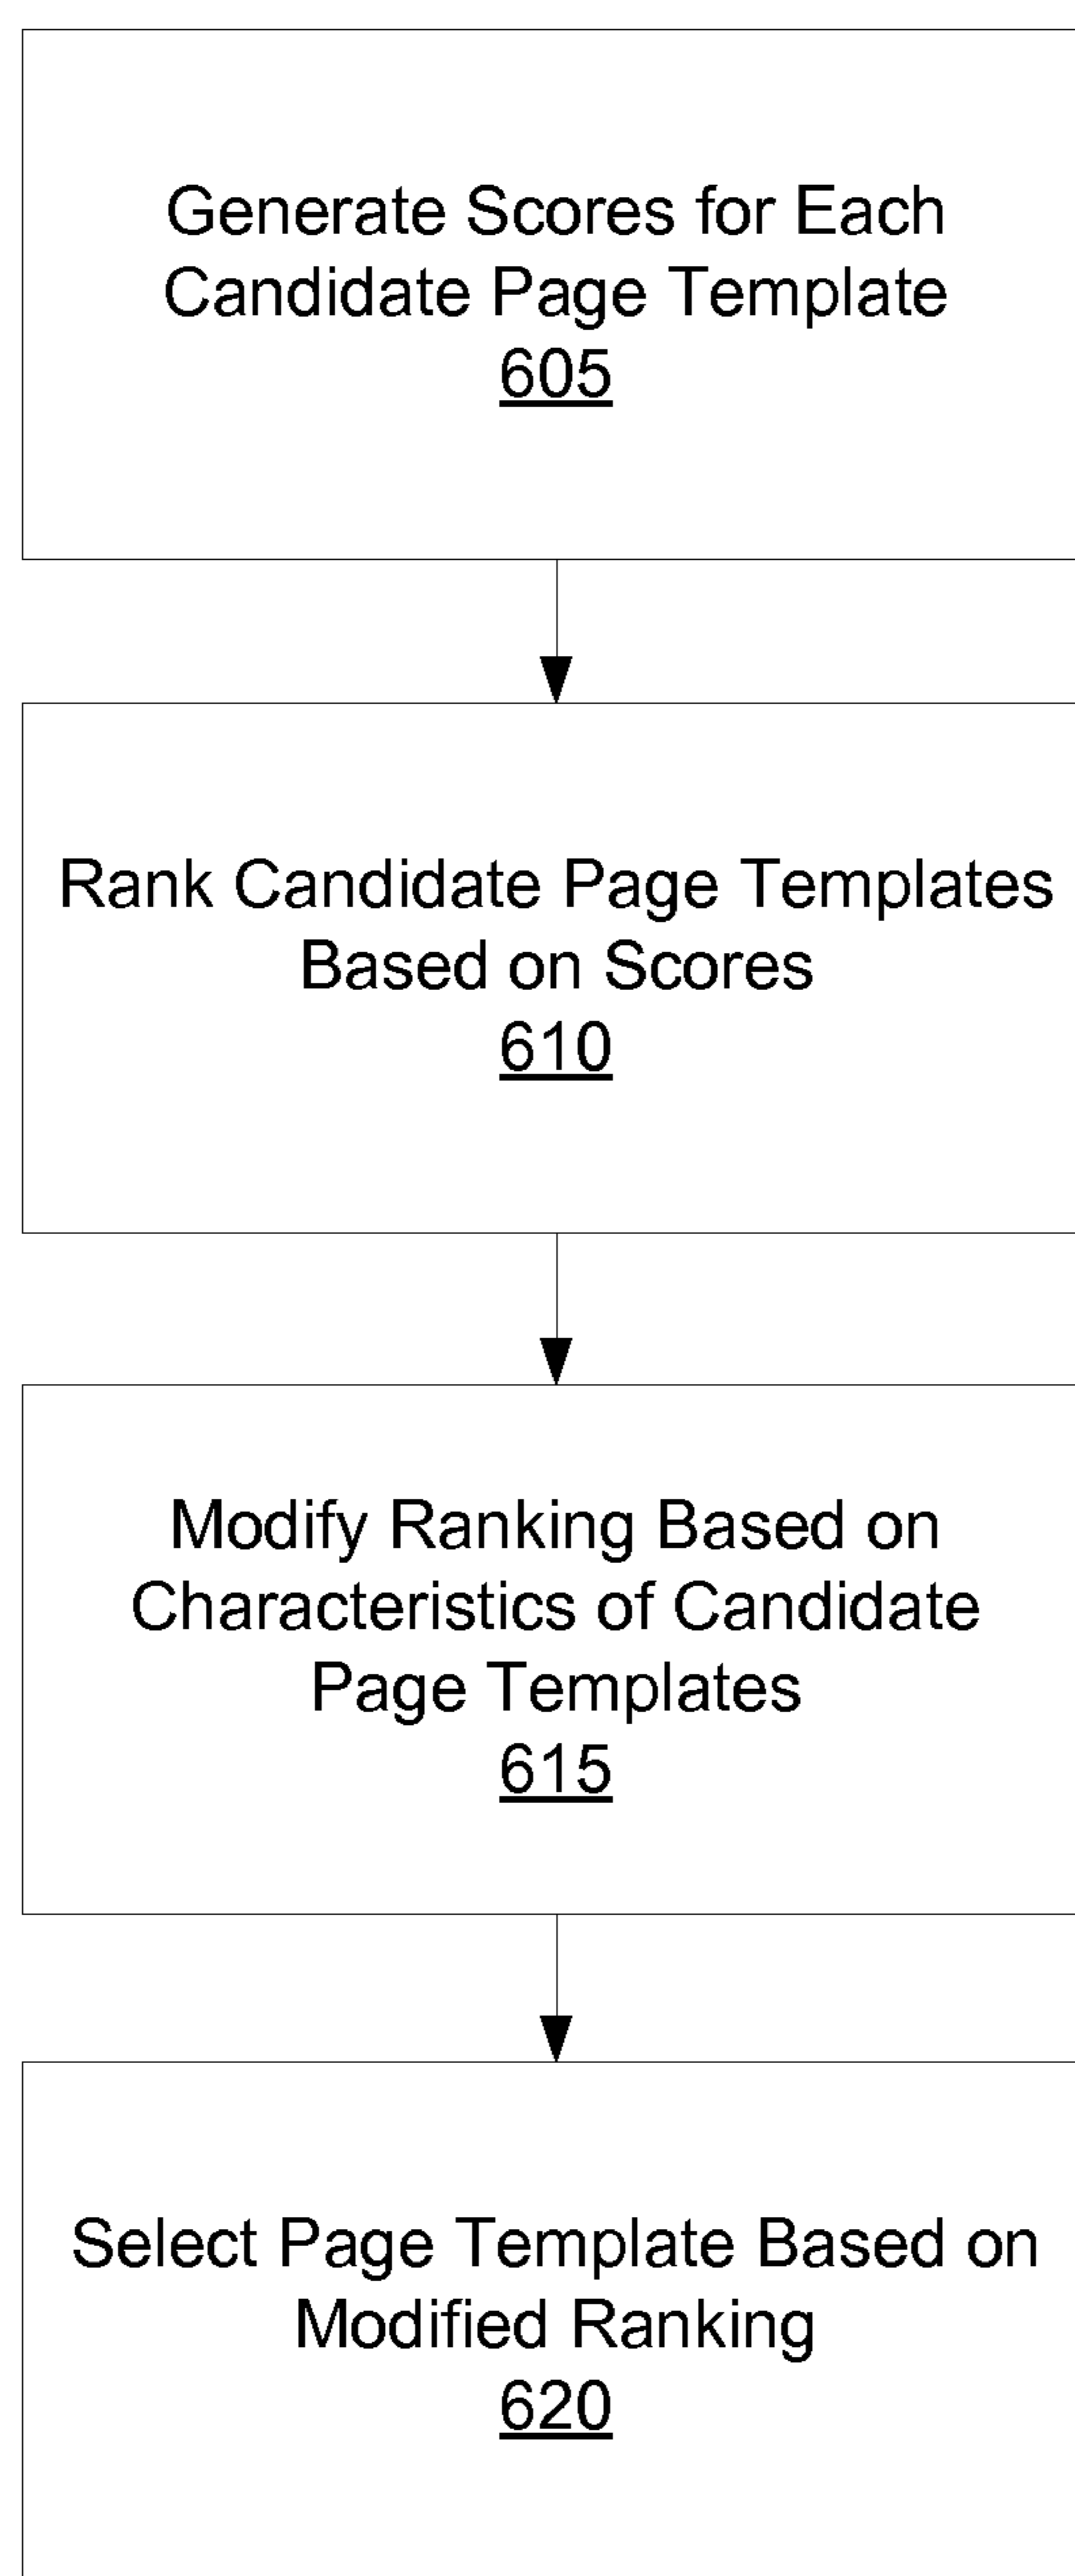 Generate Scores for Each
Candidate Page Template
605
Rank Candidate Page Templates
Based on Scores
610
Modify Ranking Based on
Characteristics of Candidate
Page Templates
615
Select Page Template Based on
Modified Ranking
620